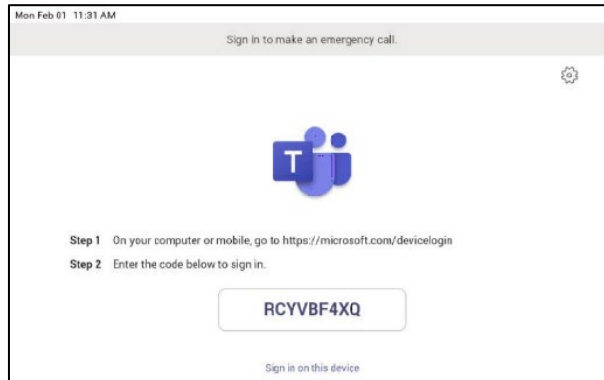 Mon Feb 01 11:31 AM
Sign in to make an emergency call.
T
Step 1 On your computer or mobile, go to https://microsoft.com/devicelogin
Step 2 Enter the code below to sign in.
RCYVBF4XQ
Sign in on this device